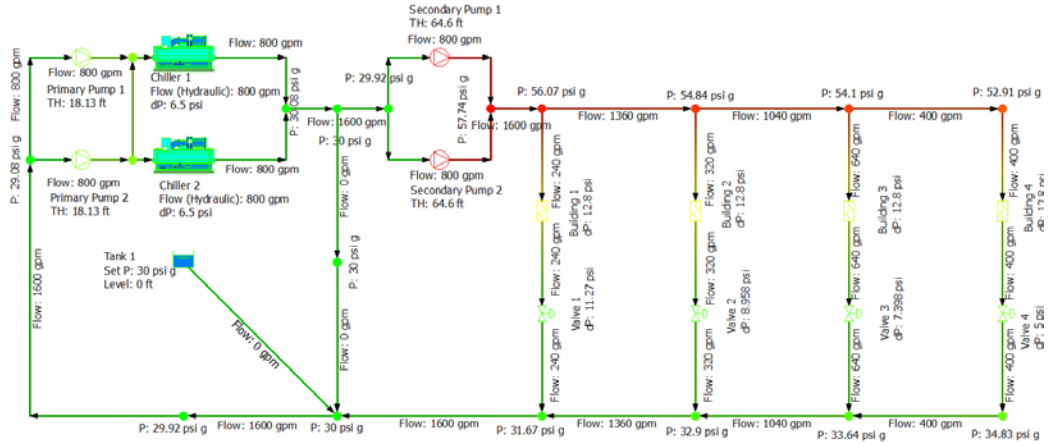 Secondary Pump 1
TH: 64.6 ft
Flow: 800 gpm
Flow: 800 gpm
Flow: 800 gpm
Flow: 800 gpm
Primary Pump 1
TH: 18.13 ft
Chiller 1
Flow (Hydraulic): 800 gpm
dP: 6.5 psi
P: 29.92 psi g
P: 57.74 psi g
P: 56.07 psi g
P: 54.84 psi g
P: 54.1 psi g
P: 52.91 psi g
Flow: 1600 gpm
P: 30 psi g
Flow: 1600 gpm
Flow: 1360 gpm
Flow: 1040 gpm
Flow: 400 gpm
P: 29.09 psi g
Flow: 800 gpm
Primary Pump 2
TH: 18.13 ft
Flow: 800 gpm
Chiller 2
Flow (Hydraulic): 800 gpm
dP: 6.5 psi
Flow: 800 gpm
Secondary Pump 2
TH: 64.6 ft
Flow: 0 gpm
Flow: 240 gpm
Flow: 320 gpm
Flow: 640 gpm
Flow: 400 gpm
Building 1
dP: 12.8 psi
Building 2
dP: 12.8 psi
Building 3
dP: 12.8 psi
Building 4
Tank 1
Set P: 30 psi g
Level: 0 ft
P: 30 psi g
Flow: 240 gpm
Flow: 320 gpm
Flow: 640 gpm
Flow: 400 gpm
Flow: 1600 gpm
Flow: 0 gpm
Flow: 0 gpm
Valve 1
dP: 11.27 psi
Valve 2
dP: 8.958 psi
Valve 3
dP: 7.398 psi
Valve 4
dP: 5 psi
Flow: 240 gpm
Flow: 320 gpm
Flow: 640 gpm
Flow: 400 gpm
P: 29.92 psi g
Flow: 1600 gpm
P: 30 psi g
Flow: 1600 gpm
P: 31.67 psi g
Flow: 1360 gpm
P: 32.9 psi g
Flow: 1040 gpm
P: 33.64 psi g
Flow: 400 gpm
P: 34.83 psi g